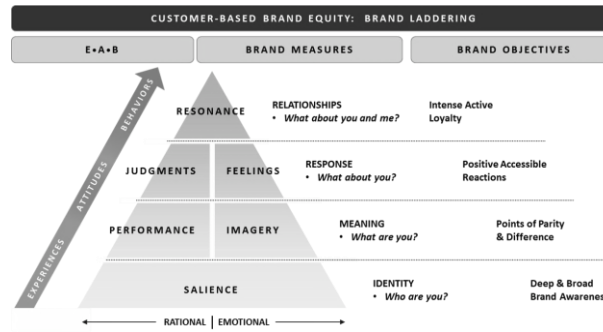 CUSTOMER-BASED BRAND EQUITY: BRAND LADDERING
E•A•B
BRAND MEASURES
BRAND OBJECTIVES
EXPERIENCES
ATTITUDES
BEHAVIORS
RESONANCE
RELATIONSHIPS
• What about you and me?
Intense Active
Loyalty
JUDGMENTS
FEELINGS
RESPONSE
• What about you?
Positive Accessible
Reactions
PERFORMANCE
IMAGERY
MEANING
• What are you?
Points of Parity
& Difference
SALIENCE
IDENTITY
• Who are you?
Deep & Broad
Brand Awarenes
RATIONAL | EMOTIONAL